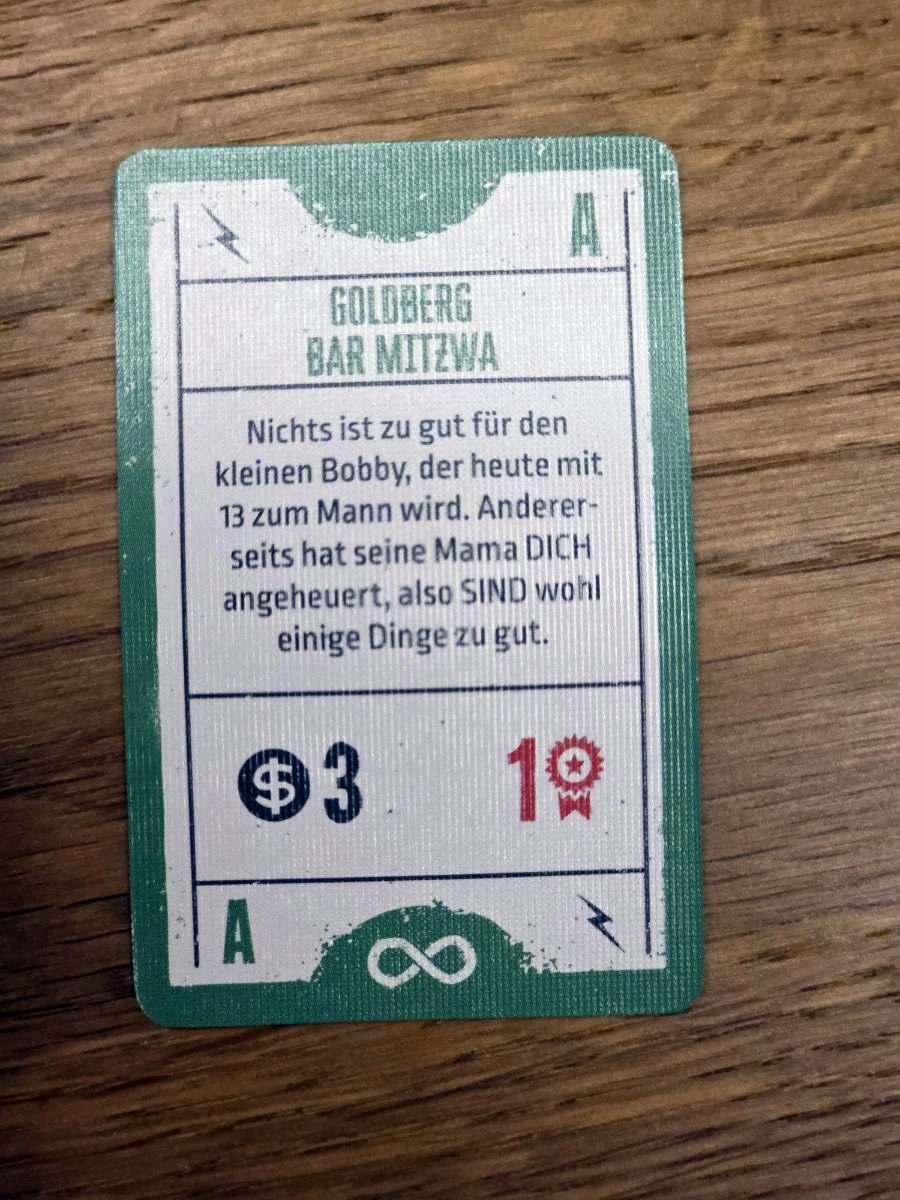 A
GOLDBERG
BAR MITZWA
Nichts ist zu gut für den
kleinen Bobby, der heute mit
13 zum Mann wird. Anderer-
seits hat seine Mama DICH
angeheuert, also SIND wohl
einige Dinge zu gut.
$ 3 1
A